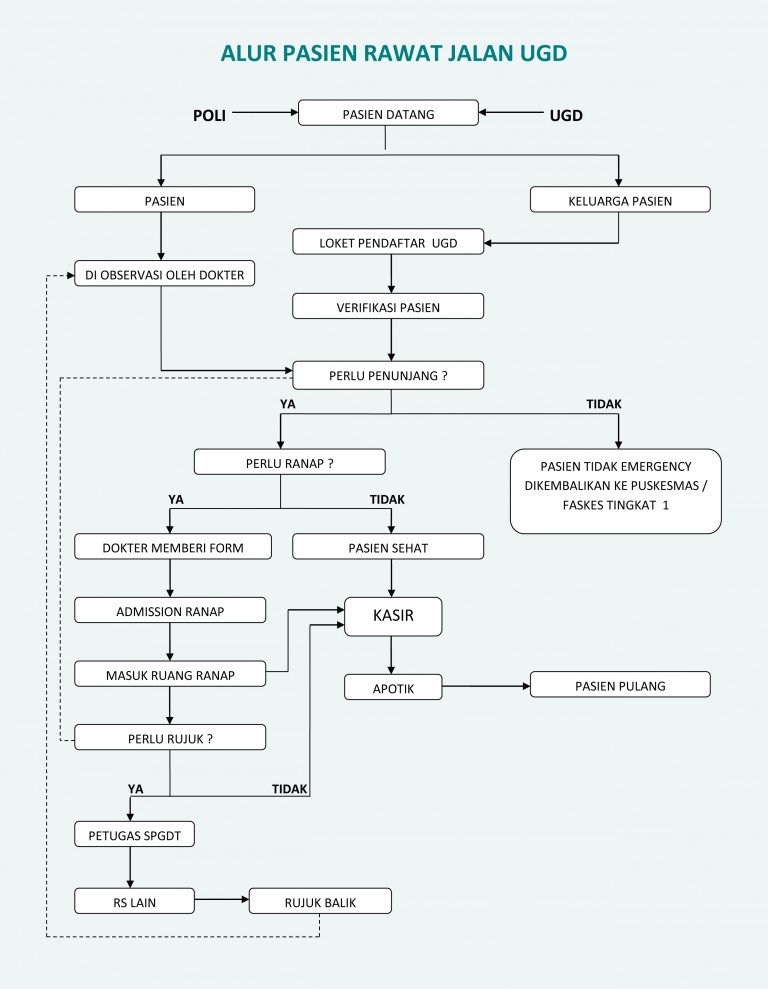 ALUR PASIEN RAWAT JALAN UGD
POLI
PASIEN DATANG
UGD
PASIEN
KELUARGA PASIEN
LOKET PENDAFTAR UGD
DI OBSERVASI OLEH DOKTER
VERIFIKASI PASIEN
PERLU PENUNJANG ?
YA
TIDAK
PERLU RANAP ?
PASIEN TIDAK EMERGENCY
DIKEMBALIKAN KE PUSKESMAS /
FASKES TINGKAT 1
YA
TIDAK
DOKTER MEMBERI FORM
PASIEN SEHAT
ADMISSION RANAP
KASIR
MASUK RUANG RANAP
APOTIK
PASIEN PULANG
PERLU RUJUK ?
YA
TIDAK
PETUGAS SPGDT
RS LAIN
RUJUK BALIK